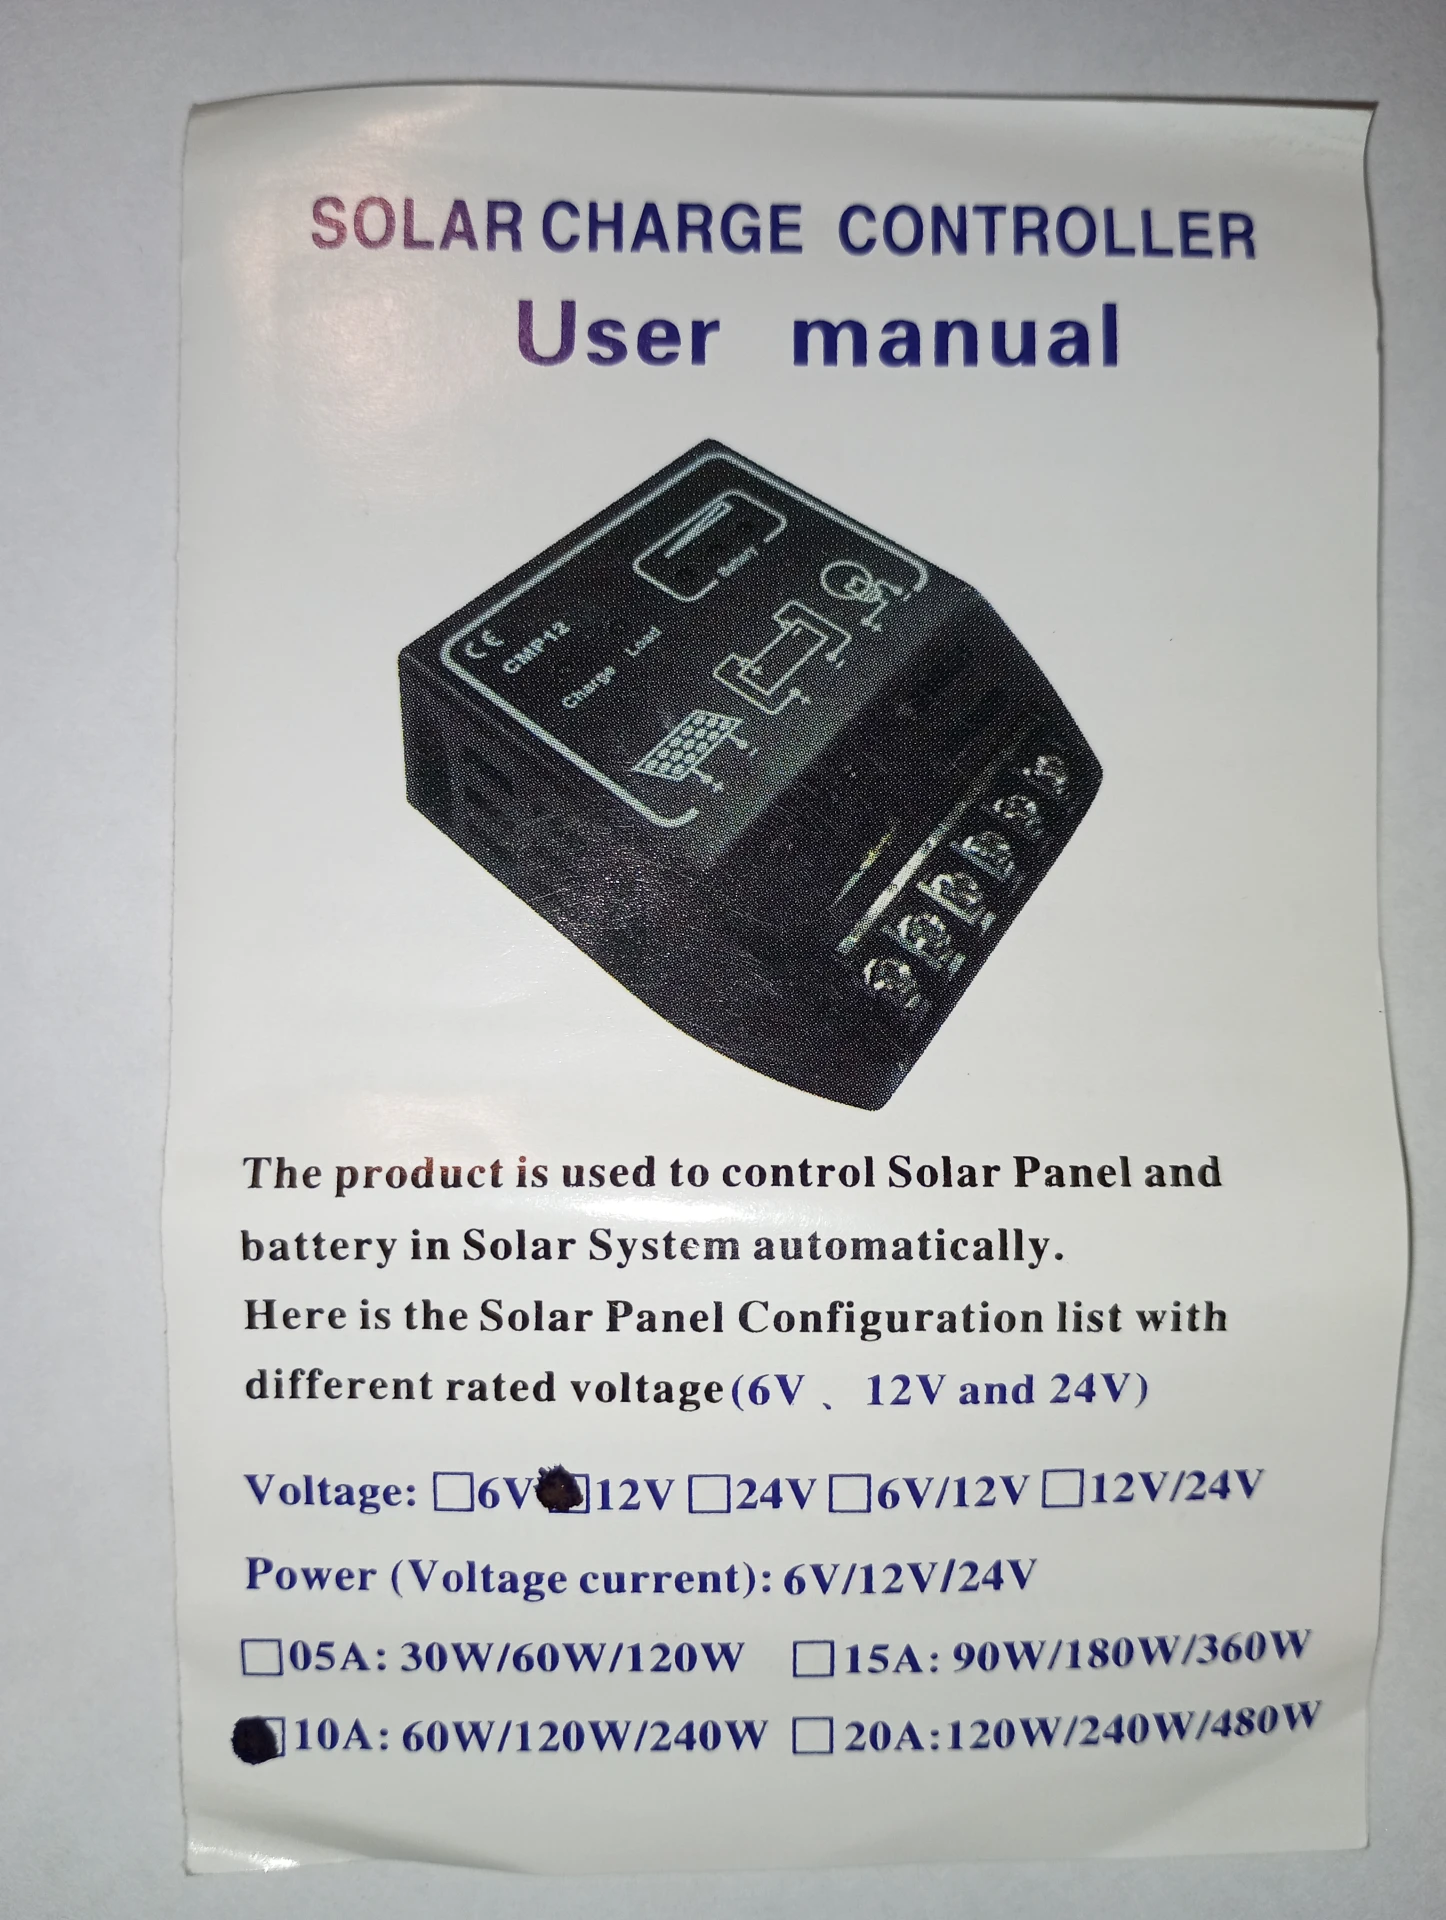 SOLAR CHARGE CONTROLLER
User manual
CE
CMP12
Charge Load
The product is used to control Solar Panel and
battery in Solar System automatically.
Here is the Solar Panel Configuration list with
different rated voltage (6V 、 12V and 24V)
Voltage: □6V □12V □24V □6V/12V □12V/24V
Power (Voltage current): 6V/12V/24V
□05A: 30W/60W/120W □15A: 90W/180W/360W
□10A: 60W/120W/240W □20A:120W/240W/480W